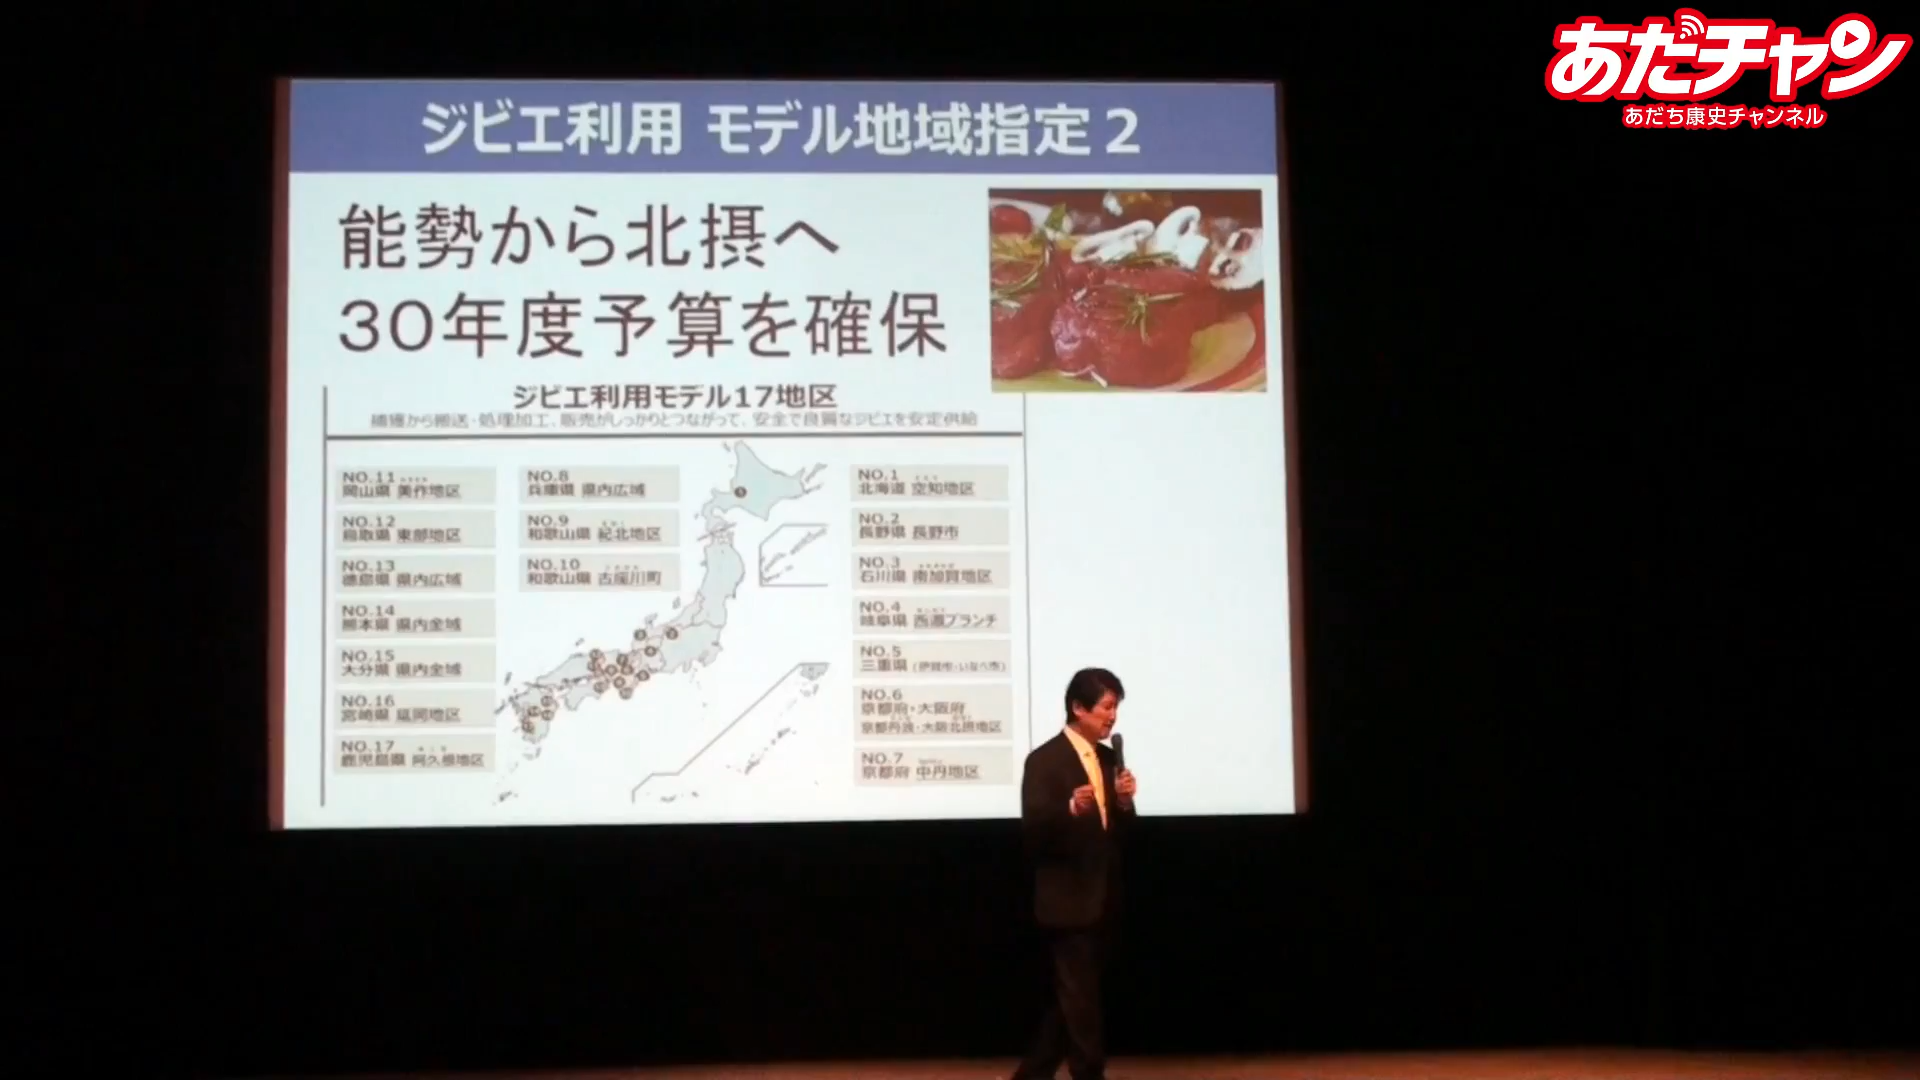 あだチャン
あだち康史チャンネル
ジビエ利用 モデル地域指定2
能勢から北摂へ
30年度予算を確保
ジビエ利用モデル17地区
捕獲から搬送・処理加工、販売がしっかりとつながって、安全で良質なジビエを安定供給
NO.11
岡山県 美作地区
NO.12
鳥取県 東部地区
NO.13
徳島県 県内広域
NO.14
熊本県 県内全域
NO.15
大分県 県内全域
NO.16
宮崎県 延岡地区
NO.17
鹿児島県 阿久根地区
NO.8
兵庫県 県内広域
NO.9
和歌山県 紀北地区
NO.10
和歌山県 古座川町
NO.1
北海道 空知地区
NO.2
長野県 長野市
NO.3
石川県 南加賀地区
NO.4
岐阜県 西濃ブランチ
NO.5
三重県 (伊賀市・いなべ市)
NO.6
京都府・大阪府
京都丹波・大阪北摂地区
NO.7
京都府 中丹地区